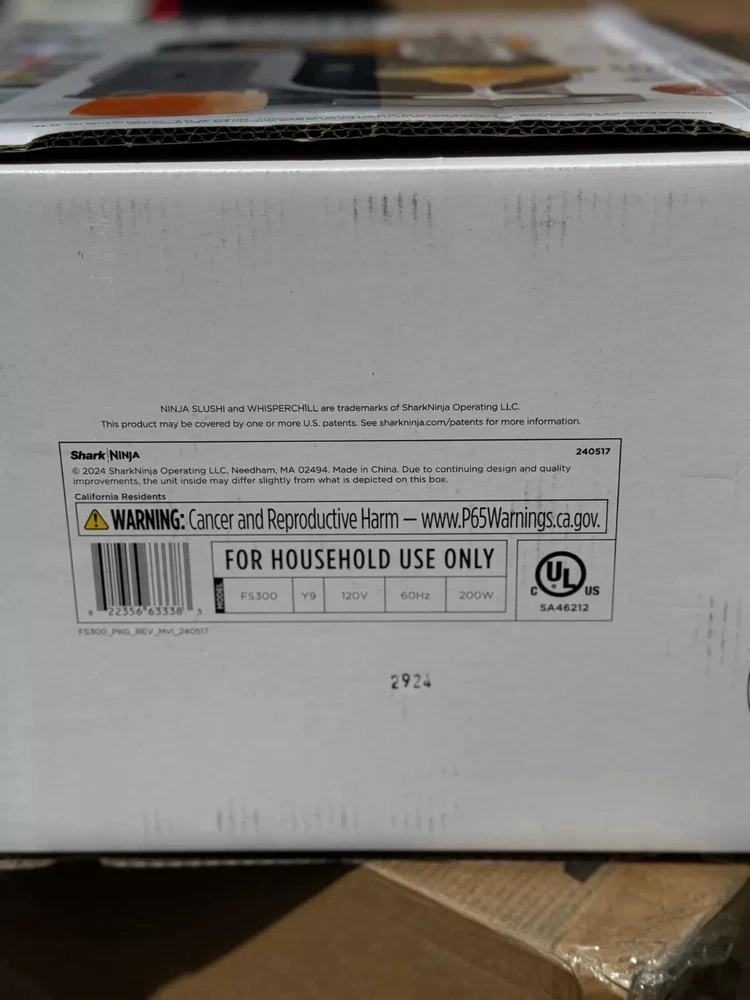 NINJA SLUSHI and WHISPERCHILL are trademarks of SharkNinja Operating LLC.
This product may be covered by one or more U.S. patents. See sharkninja.com/patents for more information.
Shark NINJA
240517
© 2024 SharkNinja Operating LLC, Needham, MA 02494. Made in China. Due to continuing design and quality
improvements, the unit inside may differ slightly from what is depicted on this box.
California Residents
WARNING: Cancer and Reproductive Harm — www.P65Warnings.ca.gov.
FOR HOUSEHOLD USE ONLY
MODEL FS300 Y9 120V 60Hz 200W
C UL US
SA46212
6 22356 63338 3
FS300_PKG_REV_MV1_240517
2924